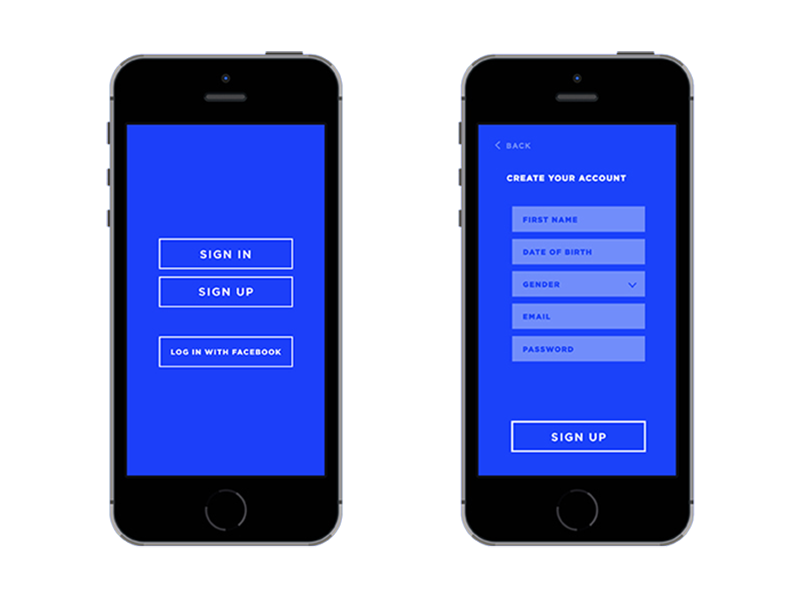 SIGN IN
SIGN UP
LOG IN WITH FACEBOOK
BACK
CREATE YOUR ACCOUNT
FIRST NAME
DATE OF BIRTH
GENDER
EMAIL
PASSWORD
SIGN UP